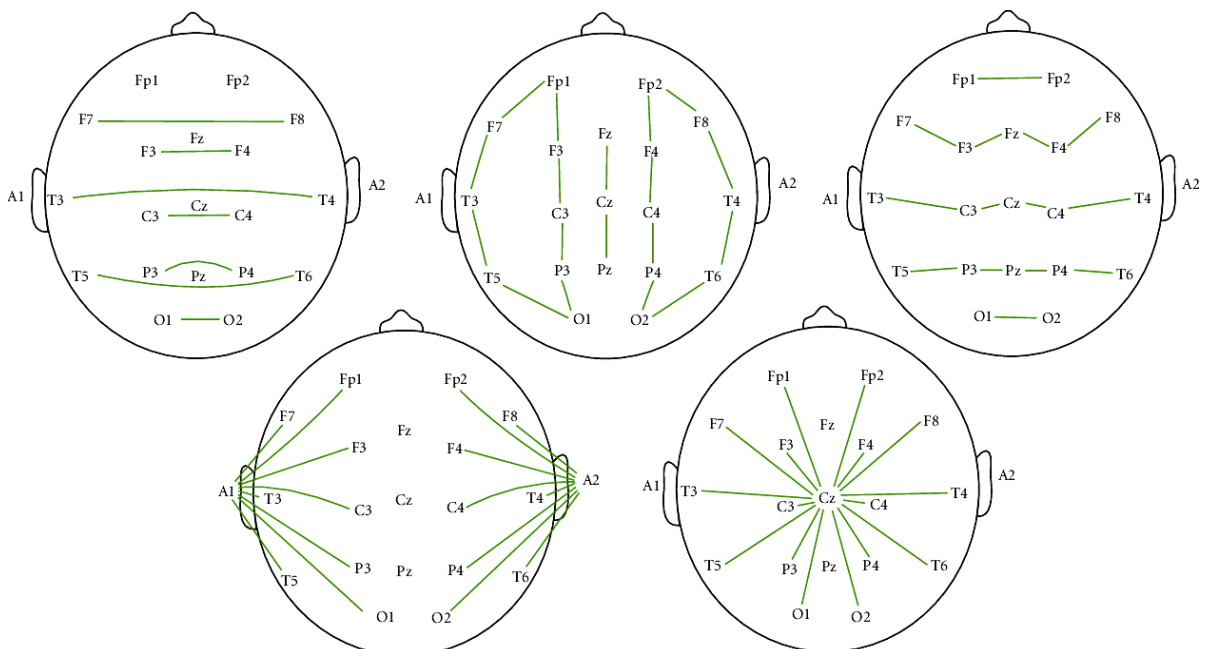 Fp1 Fp2
F7 F8
Fz
F3 F4
A1 A2
T3 T4
Cz
C3 C4
T5 P3 Pz P4 T6
O1 O2
Fp1 Fp2
F7 F8
Fz
F3 F4
A1 A2
T3 Cz T4
C3 C4
P3 Pz P4
T5 T6
O1 O2
Fp1 Fp2
F7 F8
F3 Fz F4
A1 A2
T3 T4
C3 Cz C4
T5 P3 Pz P4 T6
O1 O2
Fp1 Fp2
F7 F8
Fz
F3 F4
A1 A2
T3 Cz T4
C3 C4
P3 Pz P4
T5 T6
O1 O2
Fp1 Fp2
F7 Fz F8
F3 F4
A1 A2
T3 Cz T4
C3 C4
T5 P3 Pz P4 T6
O1 O2